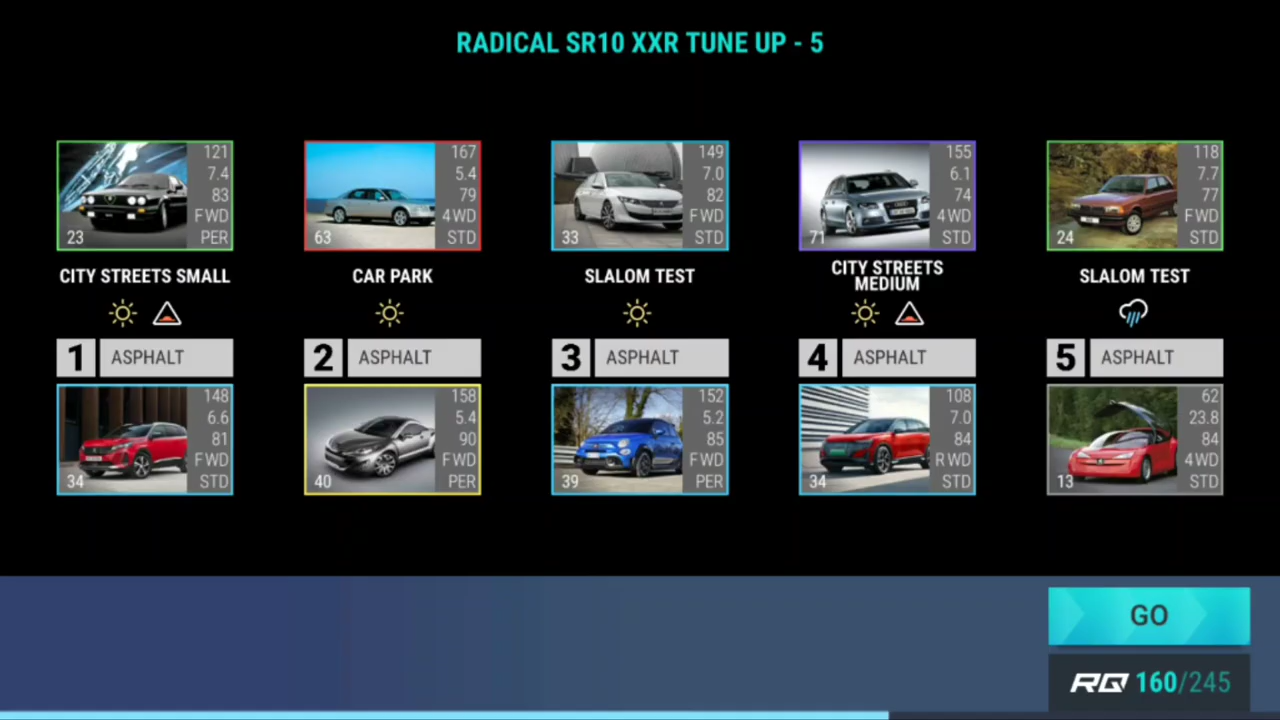 RADICAL SR10 XXR TUNE UP - 5
121
7.4
83
FWD
23 PER
167
5.4
79
4WD
63 STD
149
7.0
82
FWD
33 STD
155
6.1
74
4WD
71 STD
118
7.7
77
FWD
24 STD
CITY STREETS SMALL
CAR PARK
SLALOM TEST
CITY STREETS
MEDIUM
SLALOM TEST
1 ASPHALT
2 ASPHALT
3 ASPHALT
4 ASPHALT
5 ASPHALT
148
6.6
81
FWD
34 STD
158
5.4
90
FWD
40 PER
152
5.2
85
FWD
39 PER
108
7.0
84
RWD
34 STD
62
23.8
84
4WD
13 STD
GO
RQ 160/245